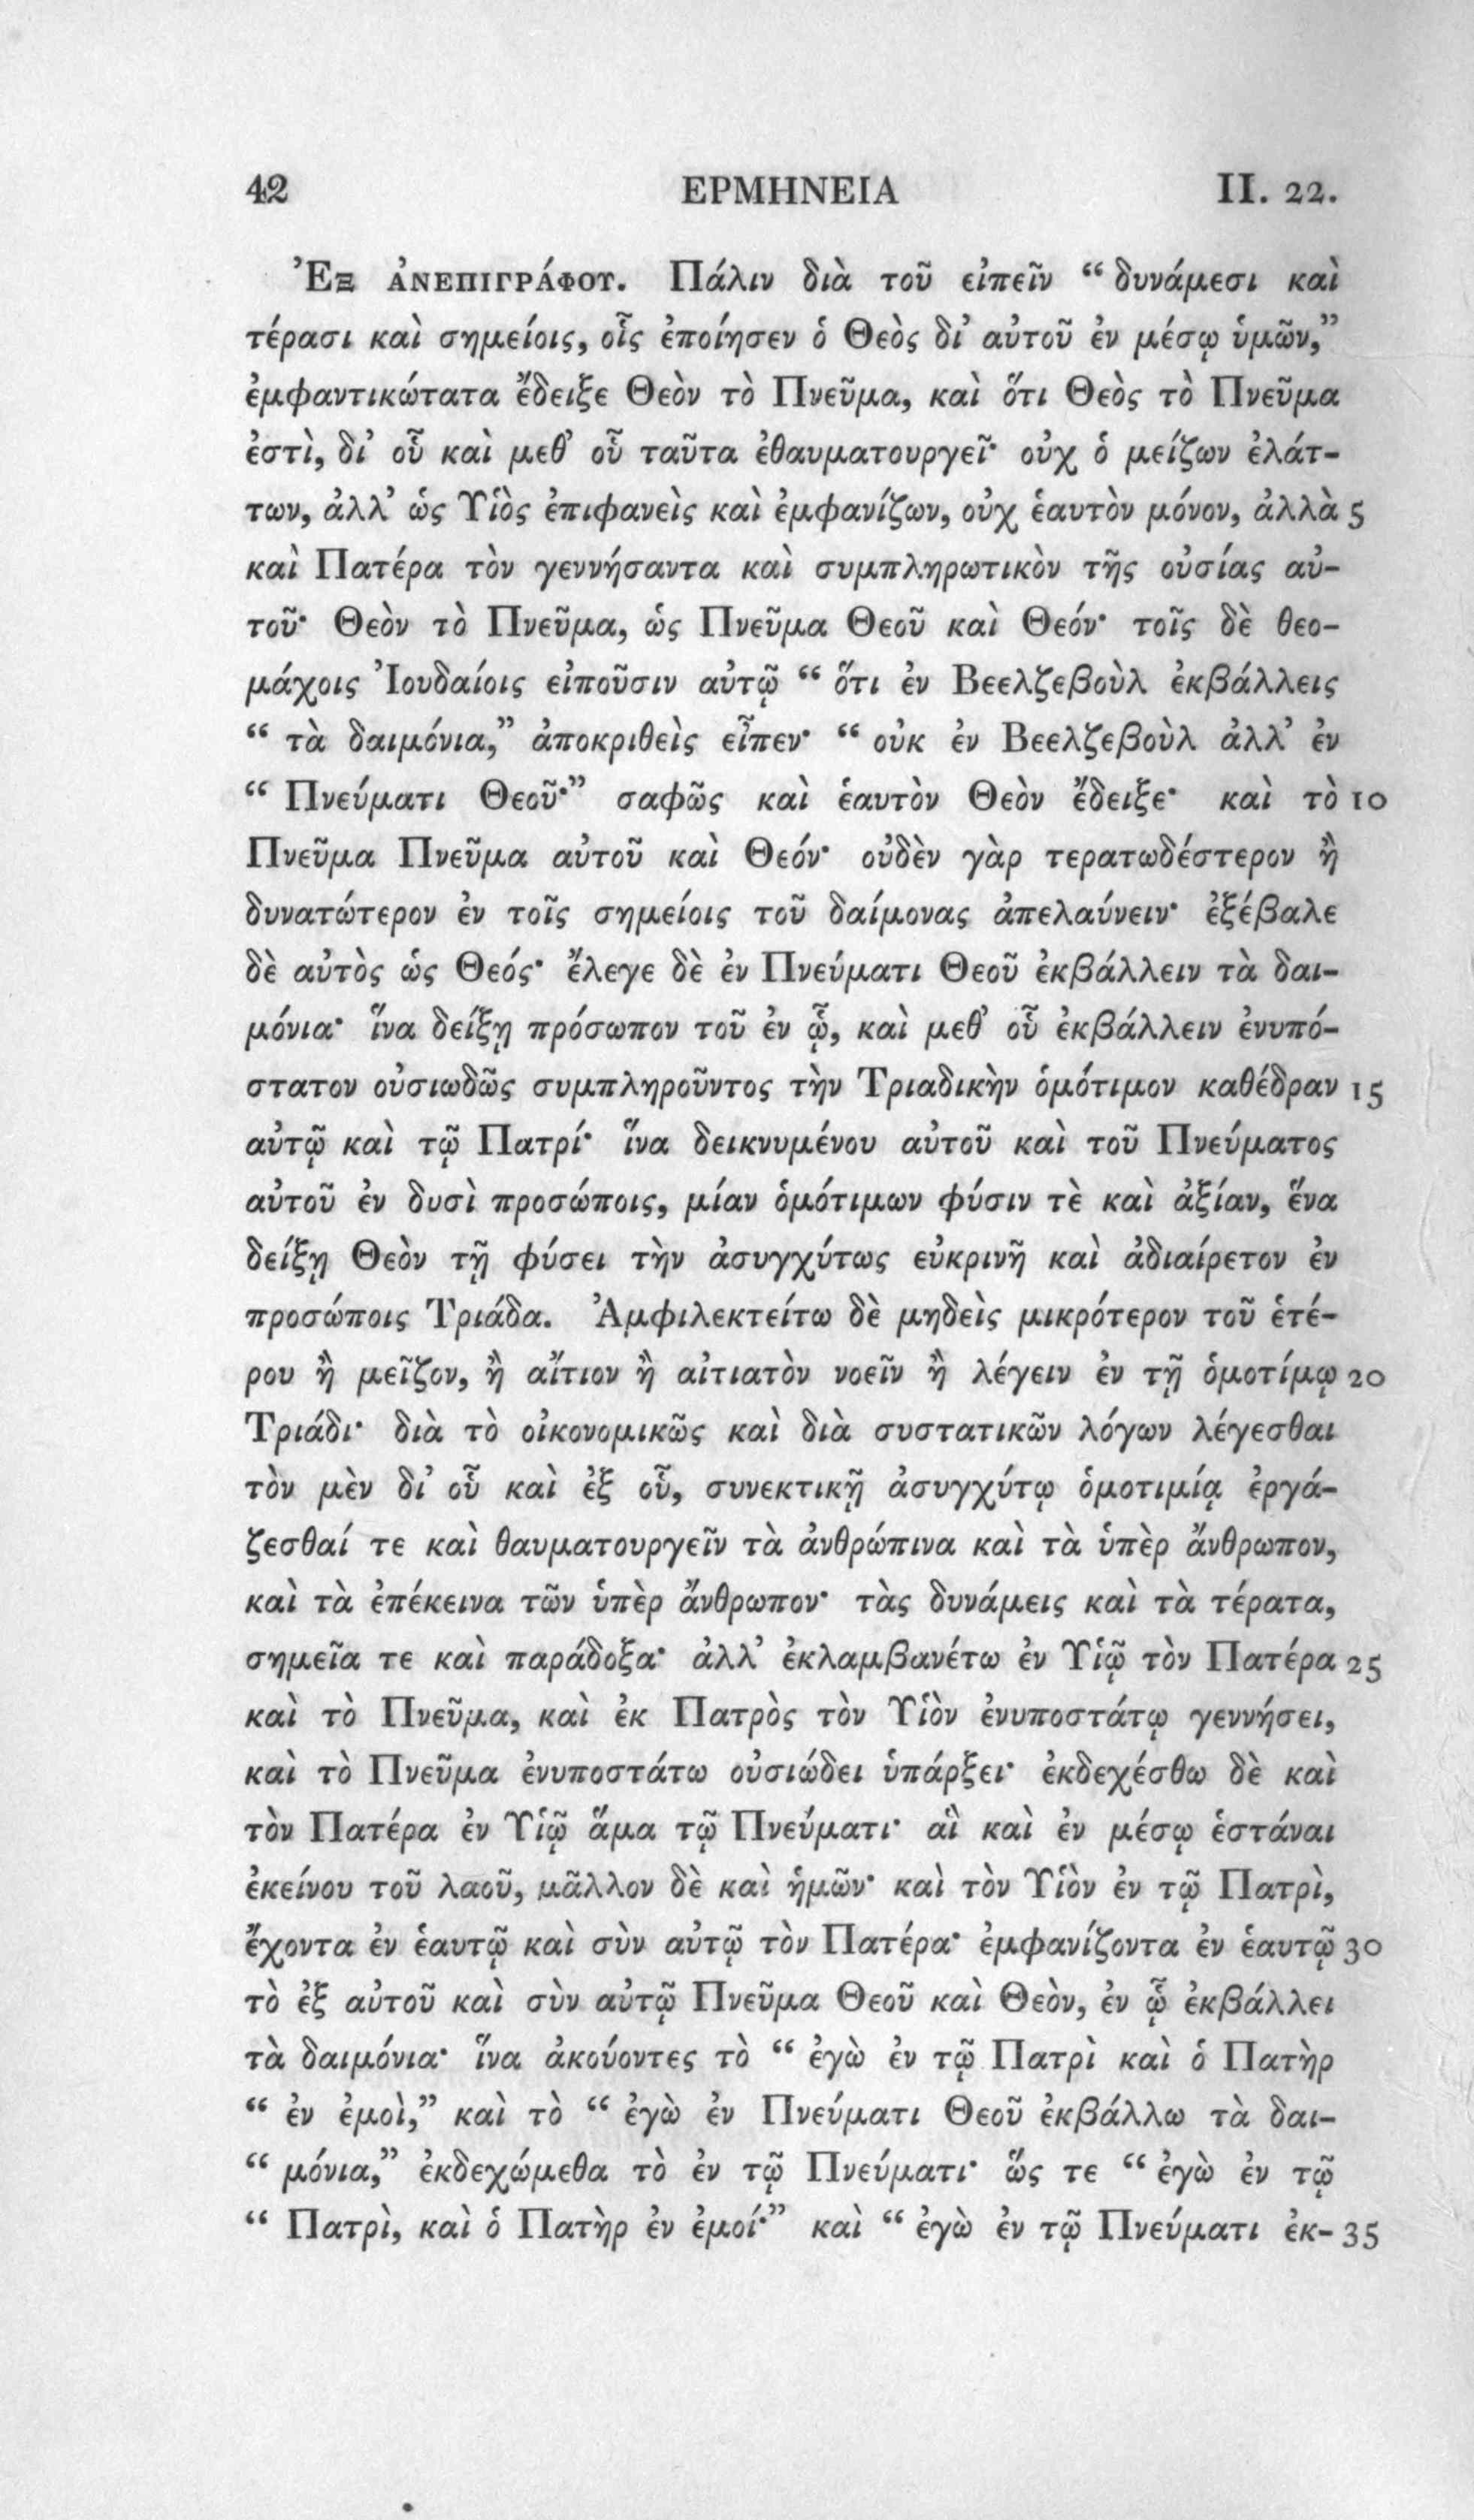 42 ΕΡΜΗΝΕΙΑ II. 22.
Ἐξ ἀνεπιγράφου. Πάλιν διὰ τοῦ εἰπεῖν “ δυνάμεσι καὶ
τέρασι καὶ σημείοις, οἷς ἐποίησεν ὁ Θεὸς δι’ αὐτοῦ ἐν μέσῳ ὑμῶν,”
ἐμφαντικώτατα ἔδειξε Θεὸν τὸ Πνεῦμα, καὶ ὅτι Θεὸς τὸ Πνεῦμα
ἐστὶ, δι’ οὗ καὶ μεθ’ οὗ ταῦτα ἐθαυματουργεῖ· οὐχ ὁ μείζων ἐλάτ-
των, ἀλλ’ ὡς Υἱὸς ἐπιφανεὶς καὶ ἐμφανίζων, οὐχ ἑαυτὸν μόνον, ἀλλὰ 5
καὶ Πατέρα τὸν γεννήσαντα καὶ συμπληρωτικὸν τῆς οὐσίας αὐ-
τοῦ· Θεὸν τὸ Πνεῦμα, ὡς Πνεῦμα Θεοῦ καὶ Θεόν· τοῖς δὲ θεο-
μάχοις Ἰουδαίοις εἰποῦσιν αὐτῷ “ ὅτι ἐν Βεελζεβοὺλ ἐκβάλλεις
“ τὰ δαιμόνια,” ἀποκριθεὶς εἶπεν· “ οὐκ ἐν Βεελζεβοὺλ ἀλλ’ ἐν
“ Πνεύματι Θεοῦ·” σαφῶς καὶ ἑαυτὸν Θεὸν ἔδειξε· καὶ τὸ 10
Πνεῦμα Πνεῦμα αὐτοῦ καὶ Θεόν· οὐδὲν γὰρ τερατωδέστερον ἢ
δυνατώτερον ἐν τοῖς σημείοις τοῦ δαίμονας ἀπελαύνειν· ἐξέβαλε
δὲ αὐτὸς ὡς Θεός· ἔλεγε δὲ ἐν Πνεύματι Θεοῦ ἐκβάλλειν τὰ δαι-
μόνια· ἵνα δείξῃ πρόσωπον τοῦ ἐν ᾧ, καὶ μεθ’ οὗ ἐκβάλλειν ἐνυπό-
στατον οὐσιωδῶς συμπληροῦντος τὴν Τριαδικὴν ὁμότιμον καθέδραν 15
αὐτῷ καὶ τῷ Πατρί· ἵνα δεικνυμένου αὐτοῦ καὶ τοῦ Πνεύματος
αὐτοῦ ἐν δυσὶ προσώποις, μίαν ὁμότιμων φύσιν τὲ καὶ ἀξίαν, ἕνα
δείξῃ Θεὸν τῇ φύσει τὴν ἀσυγχύτως εὐκρινῆ καὶ ἀδιαίρετον ἐν
προσώποις Τριάδα. Ἀμφιλεκτείτω δὲ μηδεὶς μικρότερον τοῦ ἑτέ-
ρου ἢ μεῖζον, ἢ αἴτιον ἢ αἰτιατὸν νοεῖν ἢ λέγειν ἐν τῇ ὁμοτίμῳ 20
Τριάδι· διὰ τὸ οἰκονομικῶς καὶ διὰ συστατικῶν λόγων λέγεσθαι
τὸν μὲν δι’ οὗ καὶ ἐξ οὗ, συνεκτικῇ ἀσυγχύτῳ ὁμοτιμίᾳ ἐργά-
ζεσθαί τε καὶ θαυματουργεῖν τὰ ἀνθρώπινα καὶ τὰ ὑπὲρ ἄνθρωπον,
καὶ τὰ ἐπέκεινα τῶν ὑπὲρ ἄνθρωπον· τὰς δυνάμεις καὶ τὰ τέρατα,
σημεῖα τε καὶ παράδοξα· ἀλλ’ ἐκλαμβανέτω ἐν Υἱῷ τὸν Πατέρα 25
καὶ τὸ Πνεῦμα, καὶ ἐκ Πατρὸς τὸν Υἱὸν ἐνυποστάτῳ γεννήσει,
καὶ τὸ Πνεῦμα ἐνυποστάτω οὐσιώδει ὑπάρξει· ἐκδεχέσθω δὲ καὶ
τὸν Πατέρα ἐν Υἱῷ ἅμα τῷ Πνεύματι· αἳ καὶ ἐν μέσῳ ἑστάναι
ἐκείνου τοῦ λαοῦ, μᾶλλον δὲ καὶ ἡμῶν· καὶ τὸν Υἱὸν ἐν τῷ Πατρὶ,
ἔχοντα ἐν ἑαυτῷ καὶ σὺν αὐτῷ τὸν Πατέρα· ἐμφανίζοντα ἐν ἑαυτῷ 30
τὸ ἐξ αὐτοῦ καὶ σὺν αὐτῷ Πνεῦμα Θεοῦ καὶ Θεὸν, ἐν ᾧ ἐκβάλλει
τὰ δαιμόνια· ἵνα ἀκούοντες τὸ “ ἐγὼ ἐν τῷ Πατρὶ καὶ ὁ Πατὴρ
“ ἐν ἐμοὶ,” καὶ τὸ “ ἐγὼ ἐν Πνεύματι Θεοῦ ἐκβάλλω τὰ δαι-
“ μόνια,” ἐκδεχώμεθα τὸ ἐν τῷ Πνεύματι· ὥς τε “ ἐγὼ ἐν τῷ
“ Πατρὶ, καὶ ὁ Πατὴρ ἐν ἐμοί·” καὶ “ ἐγὼ ἐν τῷ Πνεύματι ἐκ- 35